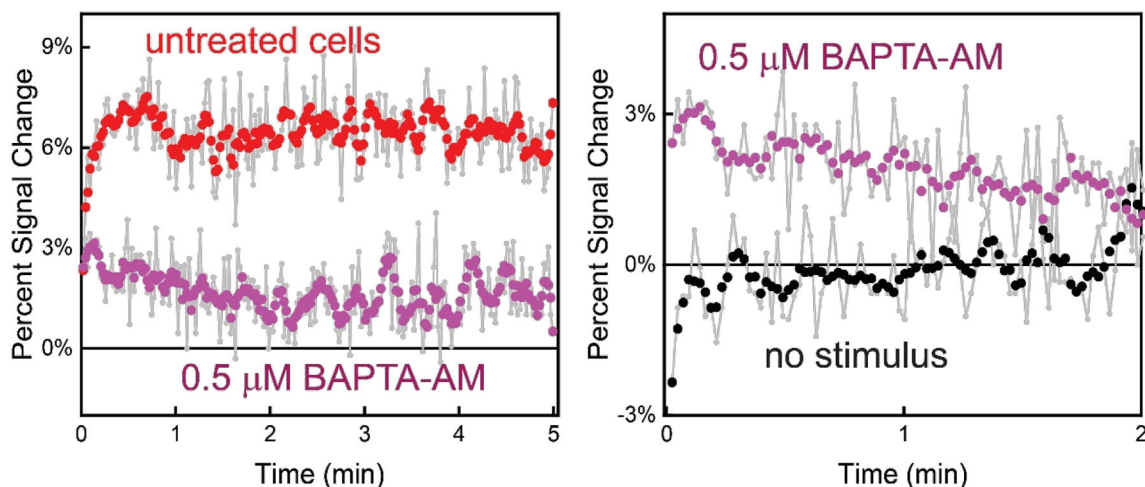 untreated cells
9%
6%
3%
0%
Percent Signal Change
0.5 μM BAPTA-AM
0 1 2 3 4 5
Time (min)
0.5 μM BAPTA-AM
3%
0%
-3%
Percent Signal Change
no stimulus
0 1 2
Time (min)